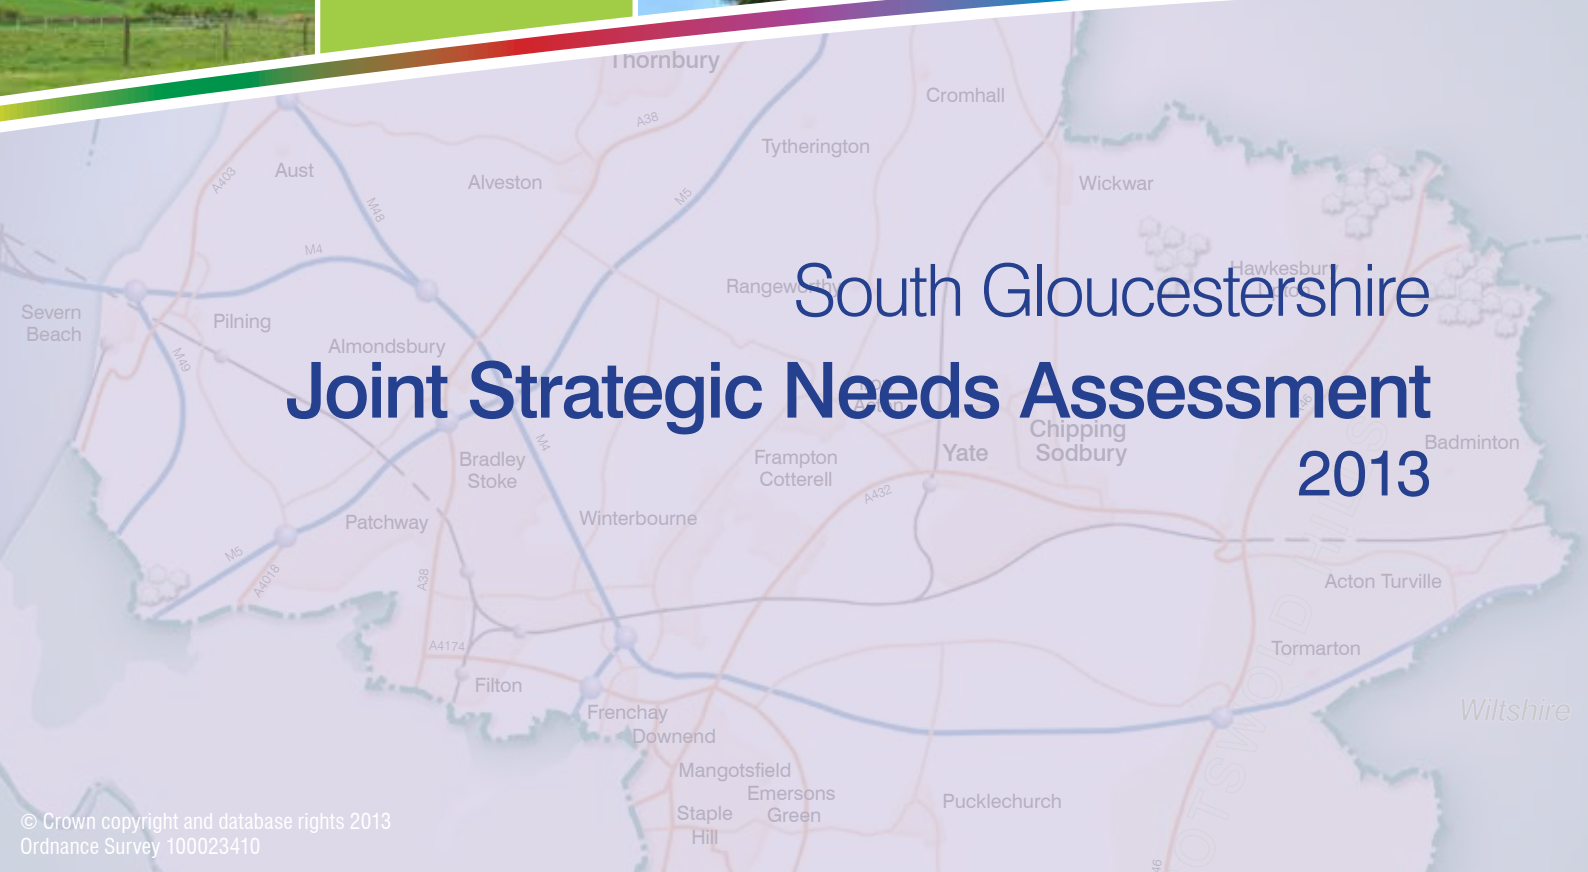 Thornbury
Cromhall
A38
Tytherington
Aust
A403
Alveston
Wickwar
M48
M5
M4
South Gloucestershire
Hawkesbury
Upton
Rangeworthy
Severn
Beach
Pilning
Almondsbury
M49
Joint Strategic Needs Assessment
Acton
A46
2013
M4
Chipping
Sodbury
Yate
Badminton
Bradley
Stoke
Frampton
Cotterell
A432
Patchway
Winterbourne
M5
A4018
A38
Acton Turville
A4174
Tormarton
Filton
Frenchay
Downend
Wiltshire
Mangotsfield
Emersons
Green
Staple
Hill
Pucklechurch
© Crown copyright and database rights 2013
Ordnance Survey 100023410